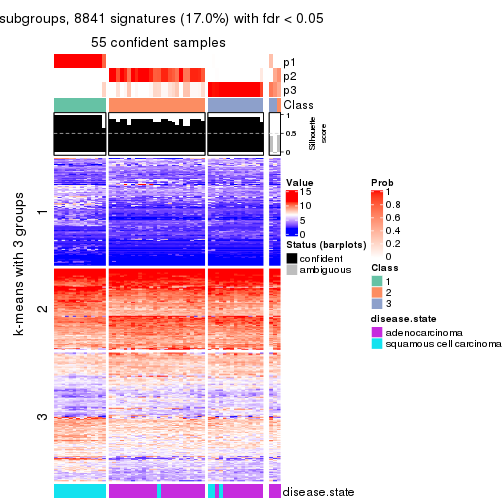 subgroups, 8841 signatures (17.0%) with fdr < 0.05
55 confident samples
p1
p2
p3
Class
1
0.5
0
Silhouette
score
k-means with 3 groups
1
2
3
disease.state
Value
15
10
5
0
Status (barplots)
confident
ambiguous
Prob
1
0.8
0.6
0.4
0.2
0
Class
1
2
3
disease.state
adenocarcinoma
squamous cell carcinoma